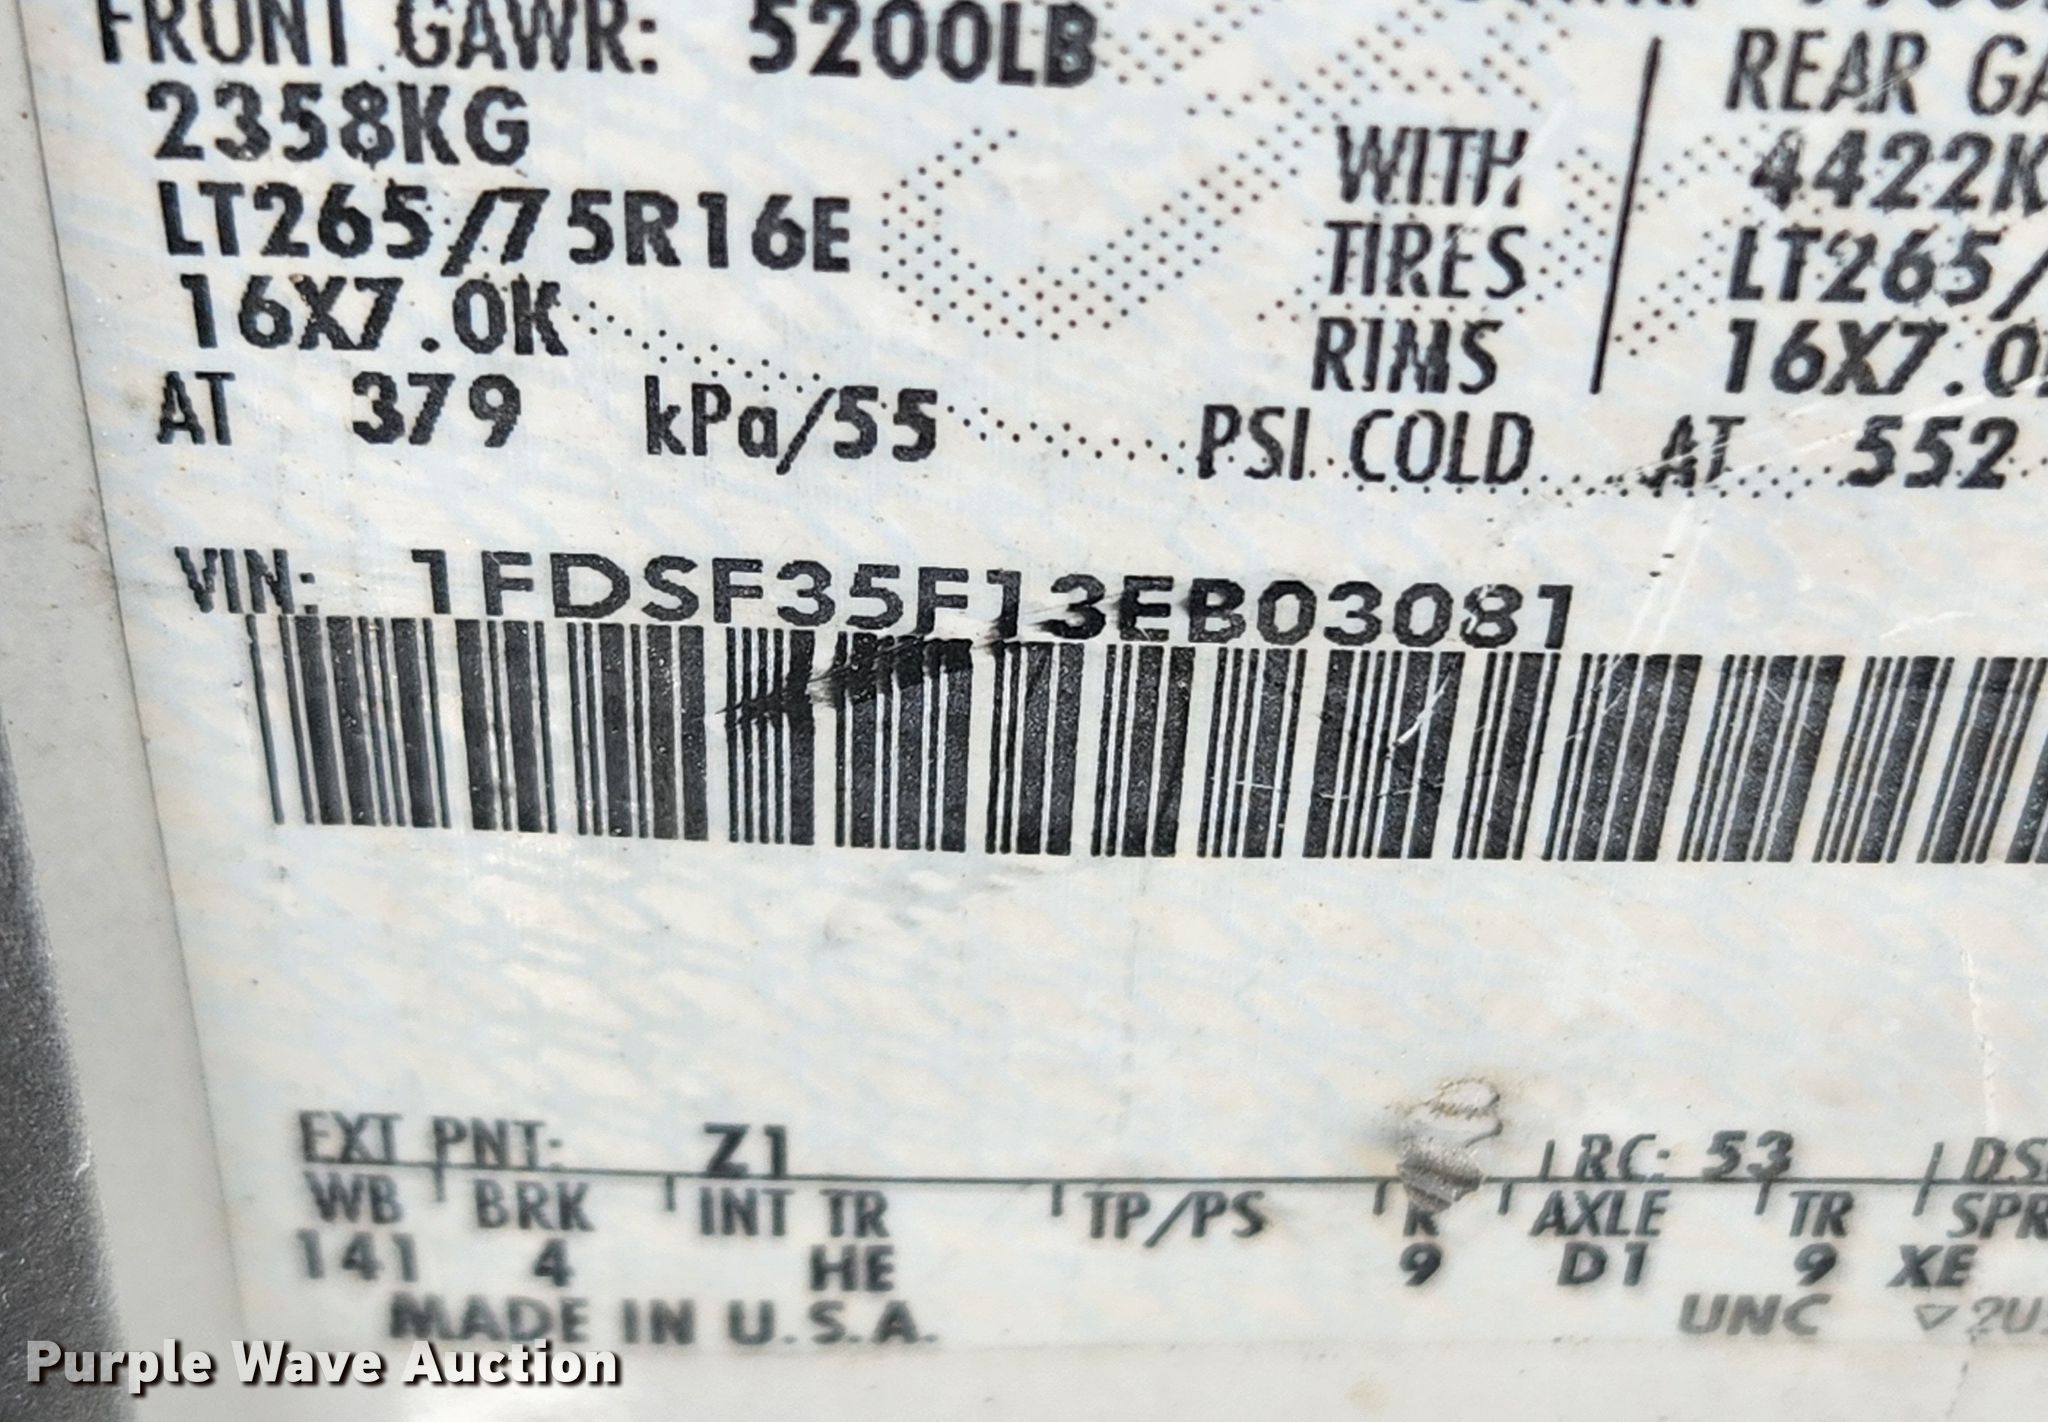 FRONT GAWR: 5200LB REAR GA
2358KG WITH 4422K
LT265/75R16E TIRES LT265/
16X7.0K RIMS 16X7.0
AT 379 kPa/55 PSI COLD AT 552
VIN: 1FDSF35F13EB03081
EXT PNT: Z1 RC: 53 DS
WB BRK INT TR TP/PS R AXLE TR SPR
141 4 HE 9 D1 9 XE
MADE IN U.S.A. UNC
Purple Wave Auction